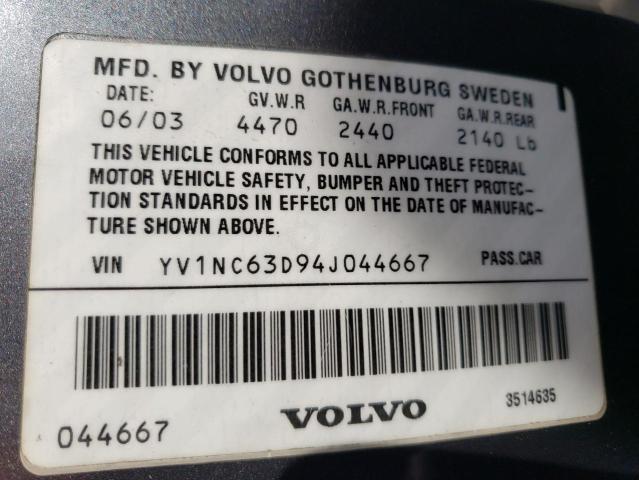 MFD. BY VOLVO GOTHENBURG SWEDEN
DATE: GV.W.R GA.W.R.FRONT GA.W.R.REAR
06/03 4470 2440 2140 Lb
THIS VEHICLE CONFORMS TO ALL APPLICABLE FEDERAL
MOTOR VEHICLE SAFETY, BUMPER AND THEFT PROTEC-
TION STANDARDS IN EFFECT ON THE DATE OF MANUFAC-
TURE SHOWN ABOVE.
VIN YV1NC63D94J044667 PASS.CAR
044667 VOLVO 3514635